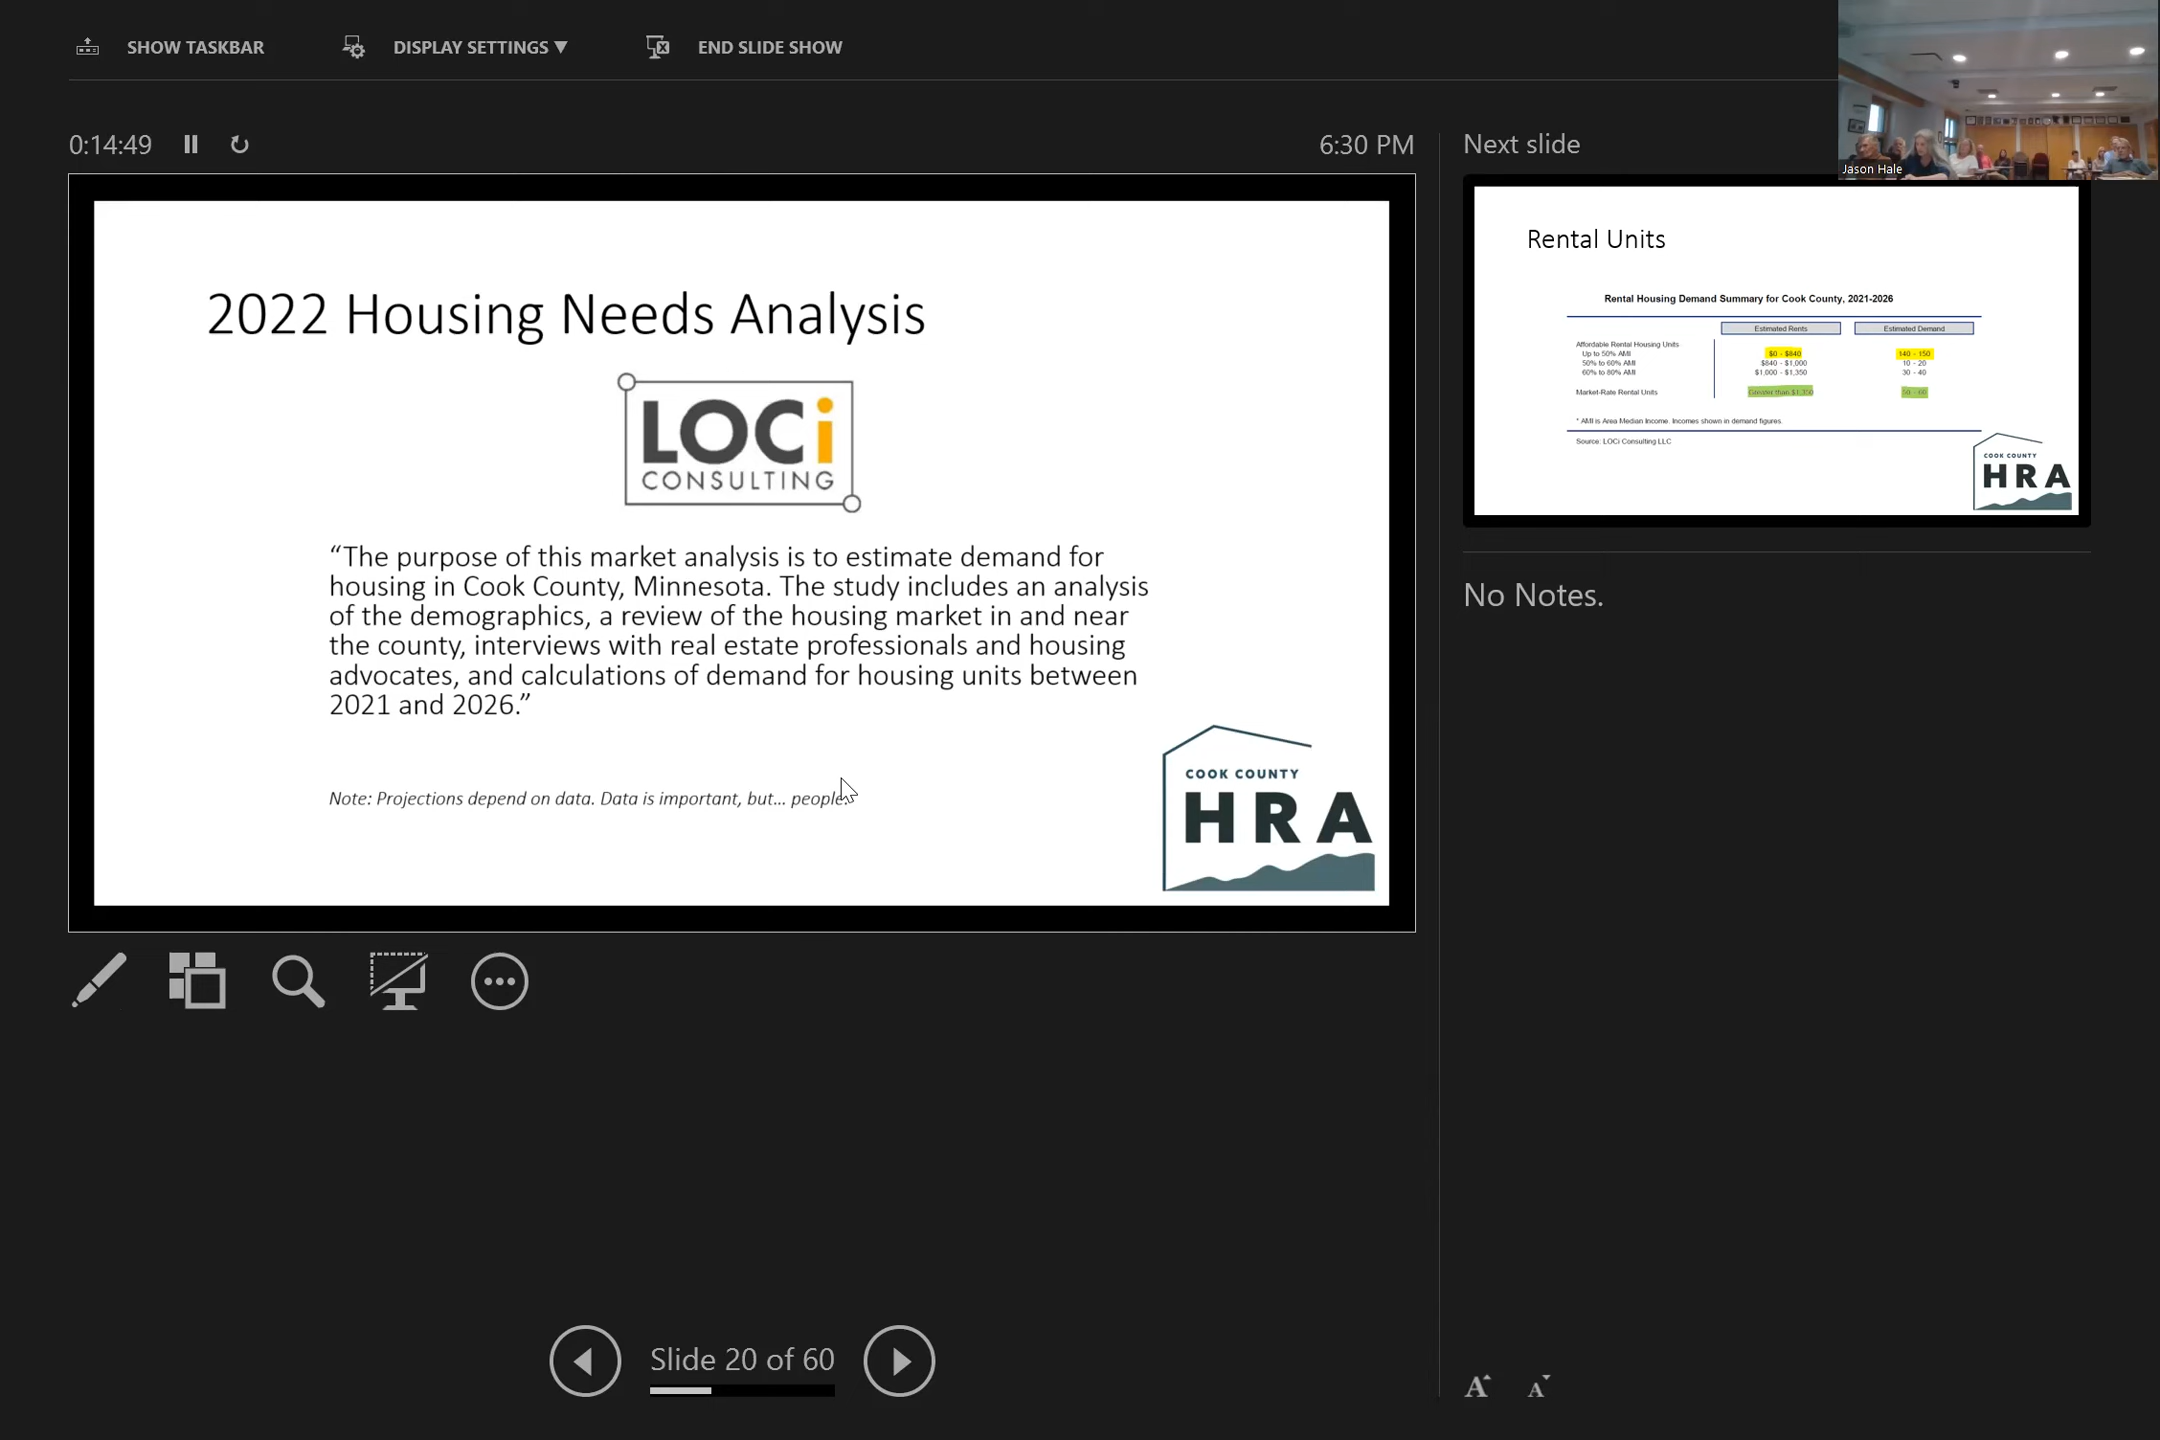 SHOW TASKBAR
DISPLAY SETTINGS ▼
END SLIDE SHOW
0:14:49
6:30 PM
Next slide
Jason Hale
2022 Housing Needs Analysis
LOCi
CONSULTING
“The purpose of this market analysis is to estimate demand for
housing in Cook County, Minnesota. The study includes an analysis
of the demographics, a review of the housing market in and near
the county, interviews with real estate professionals and housing
advocates, and calculations of demand for housing units between
2021 and 2026.”
Note: Projections depend on data. Data is important, but... people.
COOK COUNTY
HRA
Rental Units
Rental Housing Demand Summary for Cook County, 2021-2026
Estimated Rents Estimated Demand
Affordable Rental Housing Units
Up to 50% AMI $0 - $840 140 - 150
50% to 60% AMI $840 - $1,000 10 - 20
60% to 80% AMI $1,000 - $1,350 30 - 40
Market-Rate Rental Units Greater than $1,350 50 - 60
* AMI is Area Median Income. Incomes shown in demand figures.
Source: LOCi Consulting LLC
COOK COUNTY
HRA
No Notes.
Slide 20 of 60
A A